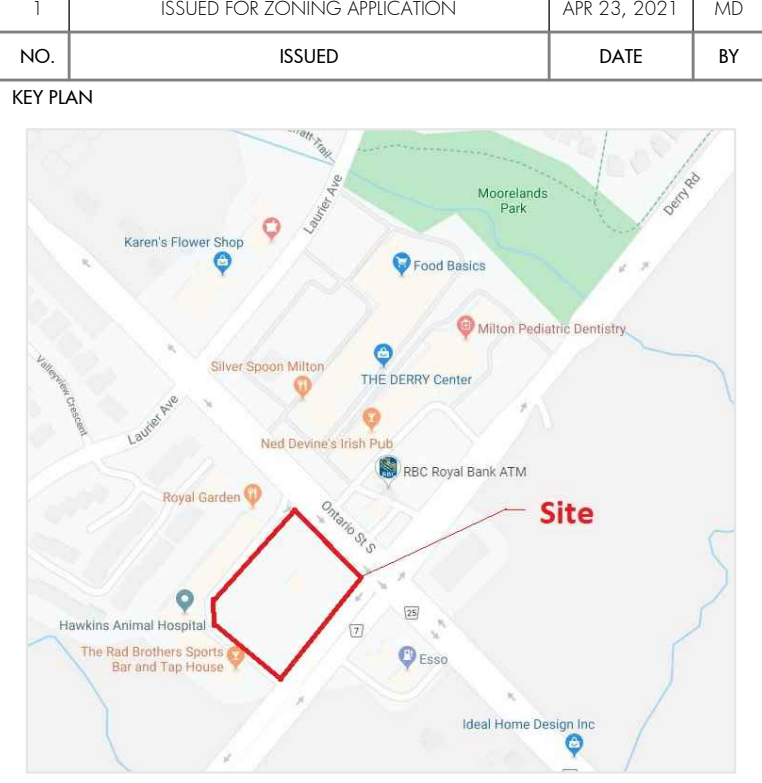 1 ISSUED FOR ZONING APPLICATION APR 23, 2021 MD
NO. ISSUED DATE BY
KEY PLAN
Laurier Ave
Moorelands
Park
Derry Rd
Karen's Flower Shop
Food Basics
Milton Pediatric Dentistry
Valleyview Crescent
Silver Spoon Milton
THE DERRY Center
Laurier Ave
Ned Devine's Irish Pub
RBC
RBC Royal Bank ATM
Royal Garden
Ontario St S
Site
Hawkins Animal Hospital
25
7
The Rad Brothers Sports
Bar and Tap House
Esso
Ideal Home Design Inc